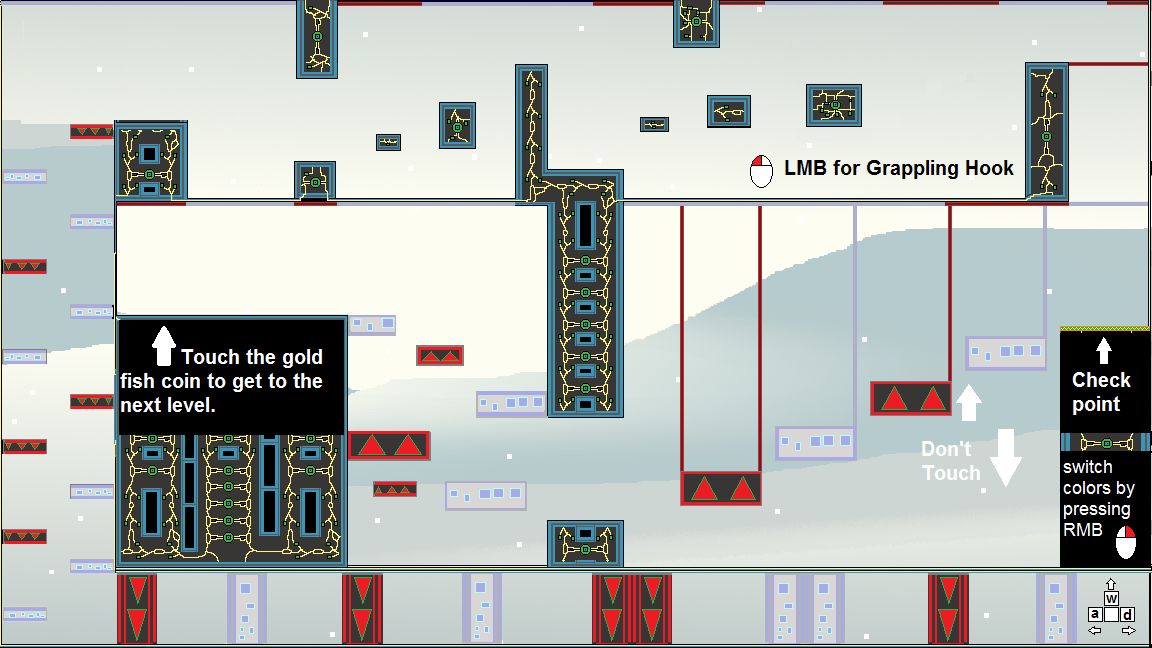 LMB for Grappling Hook
Touch the gold
fish coin to get to the
next level.
Check
point
Don't
Touch
switch
colors by
pressing
RMB
w
a d